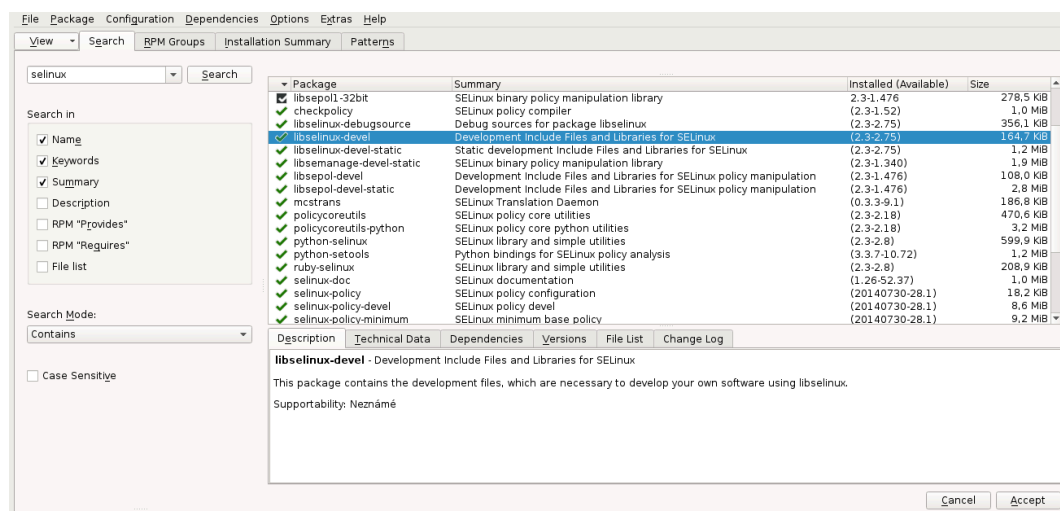 File Package Configuration Dependencies Options Extras Help
View Search RPM Groups Installation Summary Patterns
selinux Search
Search in
Name
Keywords
Summary
Description
RPM "Provides"
RPM "Requires"
File list
Search Mode:
Contains
Case Sensitive
Package Summary Installed (Available) Size
libsepol1-32bit SELinux binary policy manipulation library 2.3-1.476 278,5 KiB
checkpolicy SELinux policy compiler (2.3-1.52) 1,0 MiB
libselinux-debugsource Debug sources for package libselinux (2.3-2.75) 356,1 KiB
libselinux-devel Development Include Files and Libraries for SELinux (2.3-2.75) 164,7 KiB
libselinux-devel-static Static development Include Files and Libraries for SELinux (2.3-2.75) 1,2 MiB
libsemanage-devel-static SELinux binary policy manipulation library (2.3-1.340) 1,9 MiB
libsepol-devel Development Include Files and Libraries for SELinux policy manipulation (2.3-1.476) 108,0 KiB
libsepol-devel-static Development Include Files and Libraries for SELinux policy manipulation (2.3-1.476) 2,8 MiB
mcstrans SELinux Translation Daemon (0.3.3-9.1) 186,8 KiB
policycoreutils SELinux policy core utilities (2.3-2.18) 470,6 KiB
policycoreutils-python SELinux policy core python utilities (2.3-2.18) 3,2 MiB
python-selinux SELinux library and simple utilities (2.3-2.8) 599,9 KiB
python-setools Python bindings for SELinux policy analysis (3.3.7-10.72) 1,2 MiB
ruby-selinux SELinux library and simple utilities (2.3-2.8) 208,9 KiB
selinux-doc SELinux documentation (1.26-52.37) 1,0 MiB
selinux-policy SELinux policy configuration (20140730-28.1) 18,2 KiB
selinux-policy-devel SELinux policy devel (20140730-28.1) 8,6 MiB
selinux-policy-minimum SELinux minimum base policy (20140730-28.1) 9,2 MiB
Description Technical Data Dependencies Versions File List Change Log
libselinux-devel - Development Include Files and Libraries for SELinux
This package contains the development files, which are necessary to develop your own software using libselinux.
Supportability: Neznámé
Cancel Accept